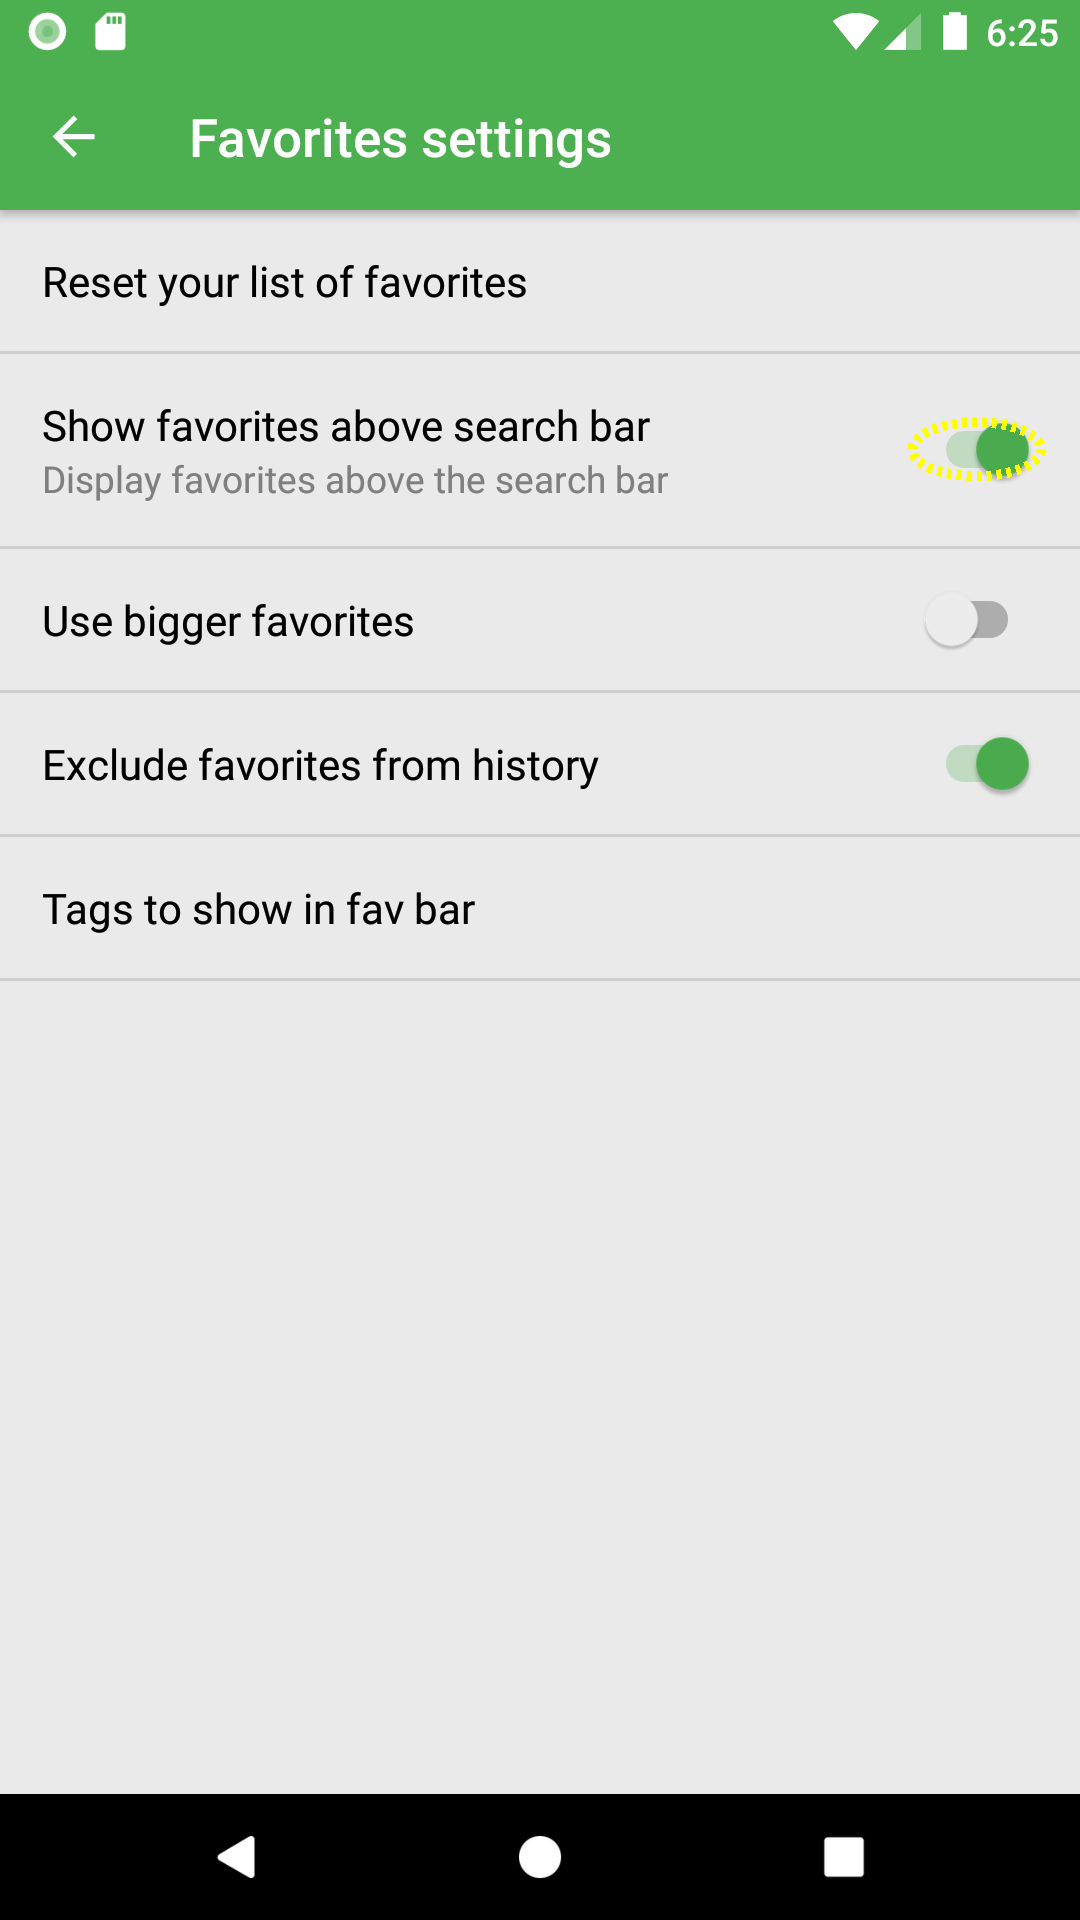 6:25
Favorites settings
Reset your list of favorites
Show favorites above search bar
Display favorites above the search bar
Use bigger favorites
Exclude favorites from history
Tags to show in fav bar